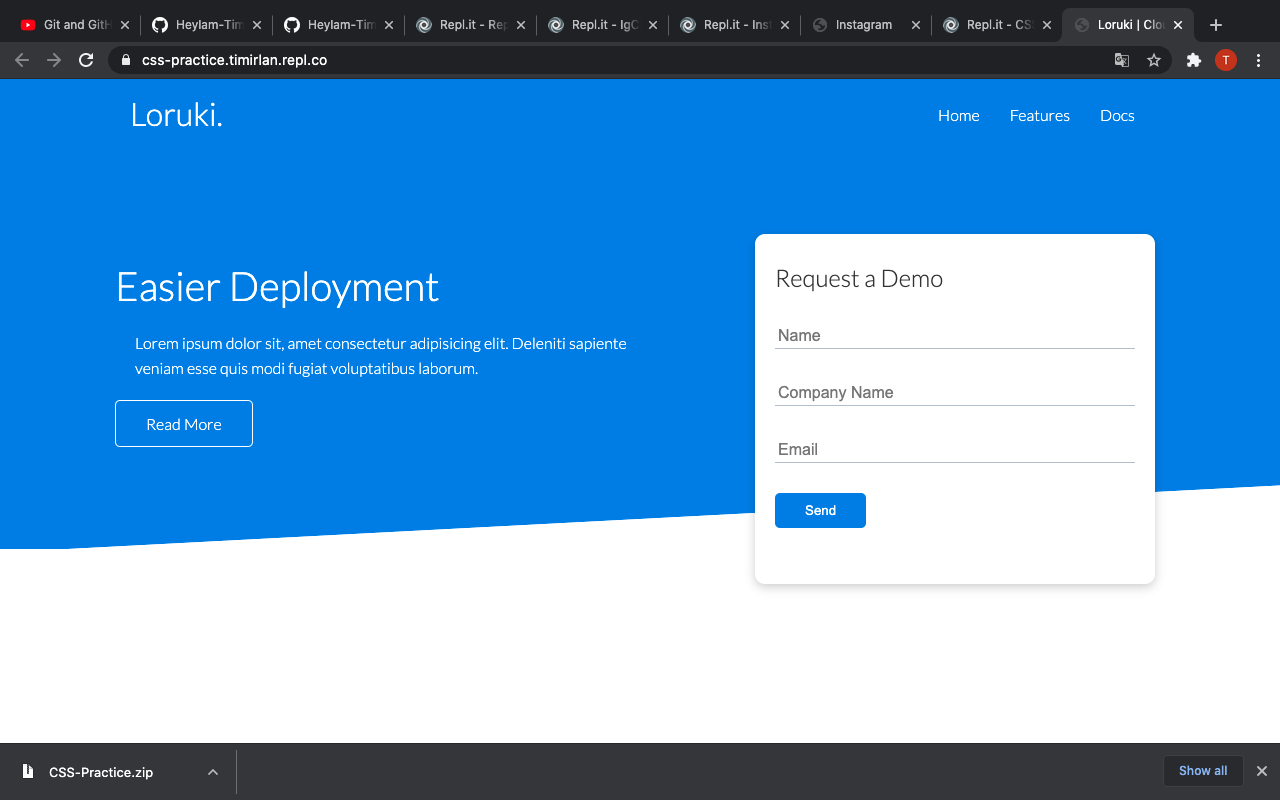 Git and GitH
Heylam-Tim
Heylam-Tim
Repl.it - Rep
Repl.it - IgC
Repl.it - Inst
Instagram
Repl.it - CSS
Loruki | Clou
css-practice.timirlan.repl.co
T
Loruki.
Home
Features
Docs
Easier Deployment
Lorem ipsum dolor sit, amet consectetur adipisicing elit. Deleniti sapiente
veniam esse quis modi fugiat voluptatibus laborum.
Read More
Request a Demo
Name
Company Name
Email
Send
CSS-Practice.zip
Show all